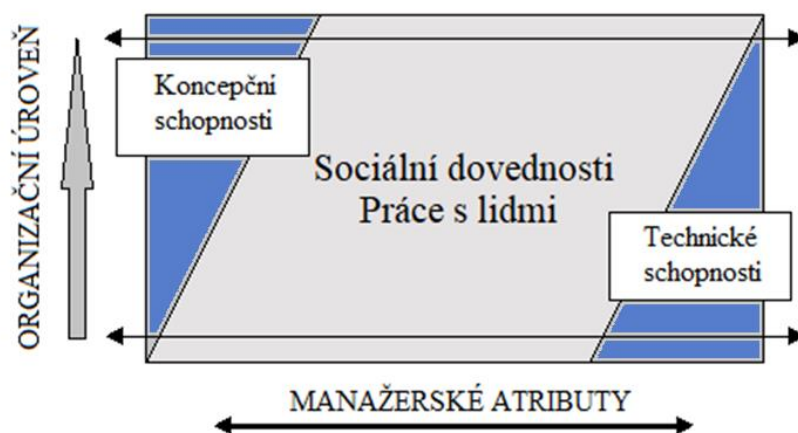 ORGANIZAČNÍ ÚROVEŇ
Koncepční
schopnosti
Sociální dovednosti
Práce s lidmi
Technické
schopnosti
MANAŽERSKÉ ATRIBUTY